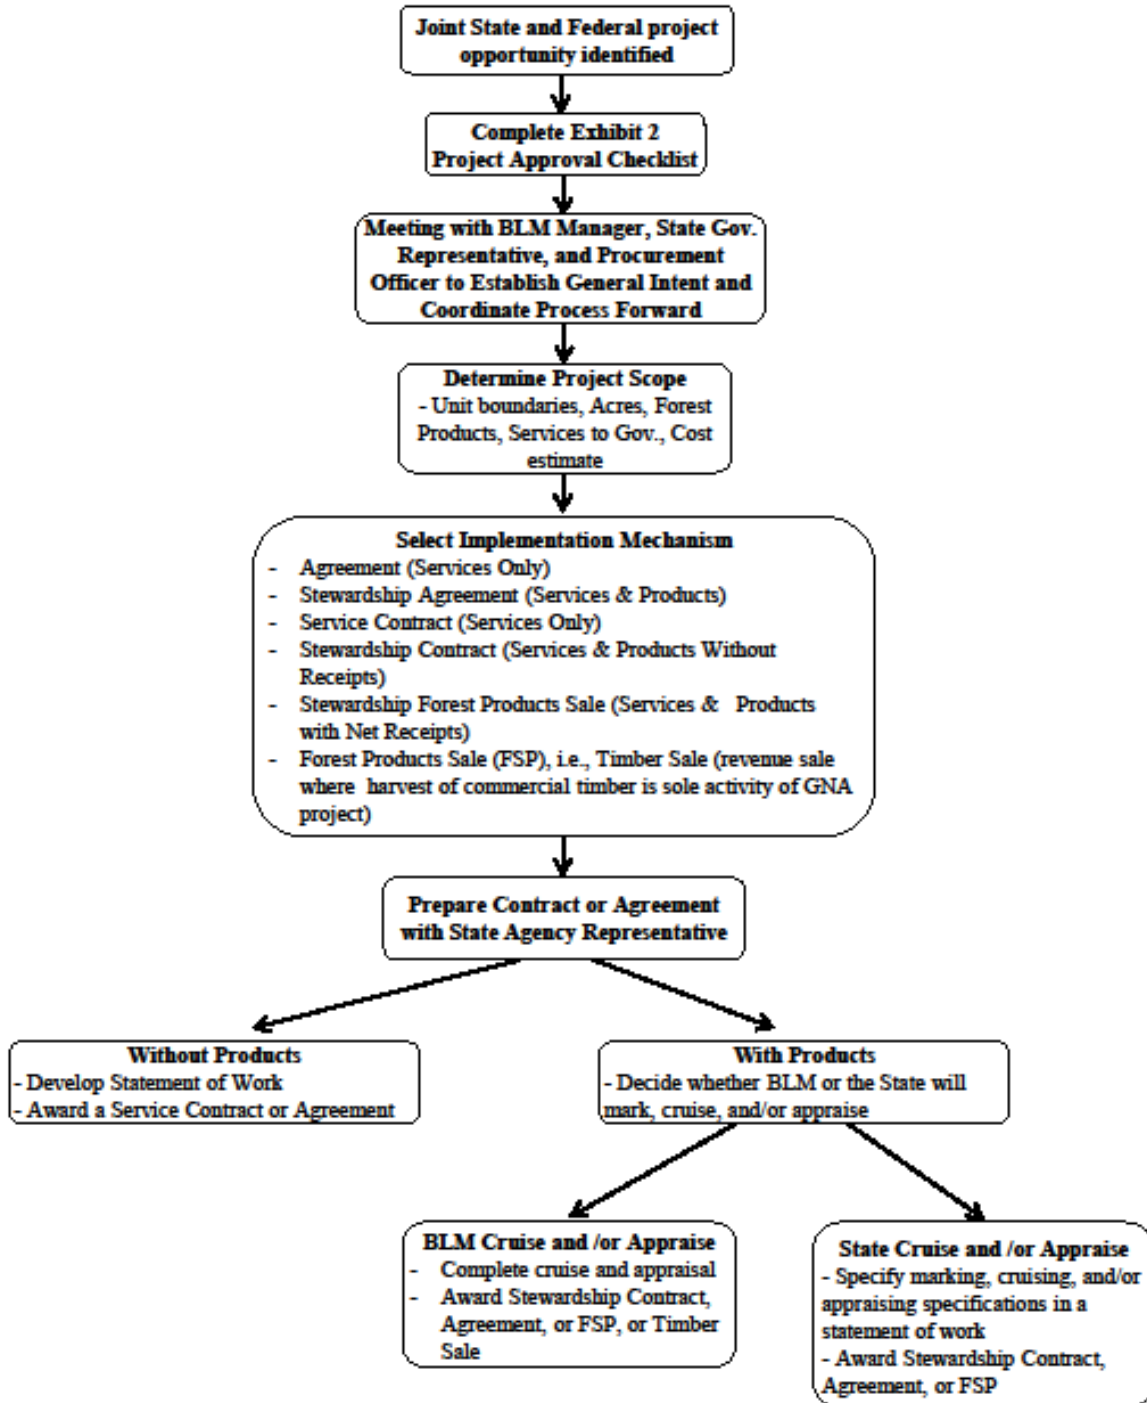 Joint State and Federal project
opportunity identified
Complete Exhibit 2
Project Approval Checklist
Meeting with BLM Manager, State Gov.
Representative, and Procurement
Officer to Establish General Intent and
Coordinate Process Forward
Determine Project Scope
- Unit boundaries, Acres, Forest
Products, Services to Gov., Cost
estimate
Select Implementation Mechanism
- Agreement (Services Only)
- Stewardship Agreement (Services & Products)
- Service Contract (Services Only)
- Stewardship Contract (Services & Products Without
Receipts)
- Stewardship Forest Products Sale (Services & Products
with Net Receipts)
- Forest Products Sale (FSP), i.e., Timber Sale (revenue sale
where harvest of commercial timber is sole activity of GNA
project)
Prepare Contract or Agreement
with State Agency Representative
Without Products
- Develop Statement of Work
- Award a Service Contract or Agreement
With Products
- Decide whether BLM or the State will
mark, cruise, and/or appraise
BLM Cruise and /or Appraise
- Complete cruise and appraisal
- Award Stewardship Contract,
Agreement, or FSP, or Timber
Sale
State Cruise and /or Appraise
- Specify marking, cruising, and/or
appraising specifications in a
statement of work
- Award Stewardship Contract,
Agreement, or FSP